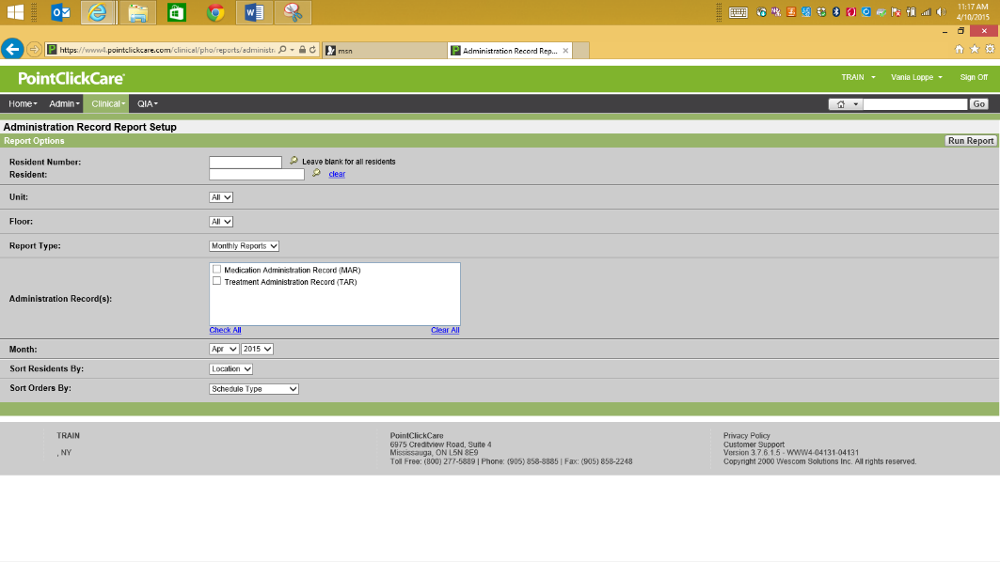 11:17 AM
4/10/2015
https://www4.pointclickcare.com/clinical/pho/reports/administr
msn
Administration Record Rep...
PointClickCare
TRAIN
Vania Loppe
Sign Off
Home
Admin
Clinical
QIA
Go
Administration Record Report Setup
Report Options
Run Report
Resident Number:
Leave blank for all residents
Resident:
clear
Unit:
All
Floor:
All
Report Type:
Monthly Reports
Medication Administration Record (MAR)
Treatment Administration Record (TAR)
Administration Record(s):
Check All
Clear All
Month:
Apr
2015
Sort Residents By:
Location
Sort Orders By:
Schedule Type
TRAIN
, NY
PointClickCare
6975 Creditview Road, Suite 4
Mississauga, ON L5N 8E9
Toll Free: (800) 277-5889 | Phone: (905) 858-8885 | Fax: (905) 858-2248
Privacy Policy
Customer Support
Version 3.7.6.1.5 - WWW4-04131-04131
Copyright 2000 Wescom Solutions Inc. All rights reserved.